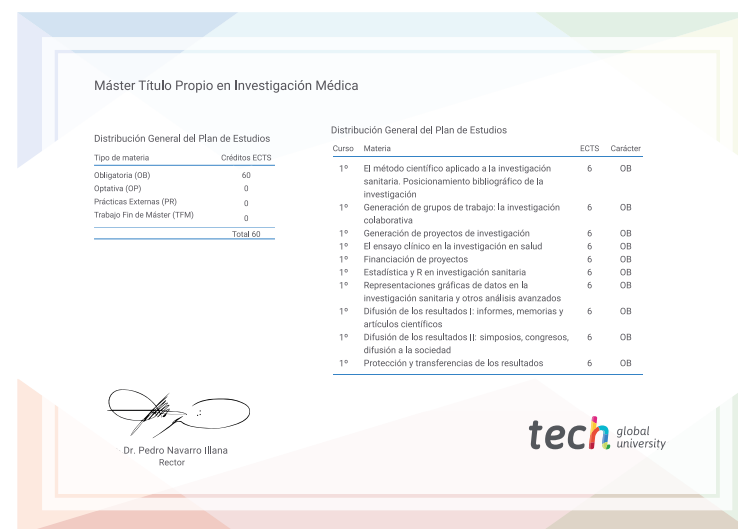 Máster Título Propio en Investigación Médica
Distribución General del Plan de Estudios
Tipo de materia Créditos ECTS
Obligatoria (OB) 60
Optativa (OP) 0
Prácticas Externas (PR) 0
Trabajo Fin de Máster (TFM) 0
Total 60
Distribución General del Plan de Estudios
Curso Materia ECTS Carácter
1º El método científico aplicado a la investigación 6 OB
sanitaria. Posicionamiento bibliográfico de la
investigación
1º Generación de grupos de trabajo: la investigación 6 OB
colaborativa
1º Generación de proyectos de investigación 6 OB
1º El ensayo clínico en la investigación en salud 6 OB
1º Financiación de proyectos 6 OB
1º Estadística y R en investigación sanitaria 6 OB
1º Representaciones gráficas de datos en la 6 OB
investigación sanitaria y otros análisis avanzados
1º Difusión de los resultados I: informes, memorias y 6 OB
artículos científicos
1º Difusión de los resultados II: simposios, congresos, 6 OB
difusión a la sociedad
1º Protección y transferencias de los resultados 6 OB
Dr. Pedro Navarro Illana
Rector
tech global
university